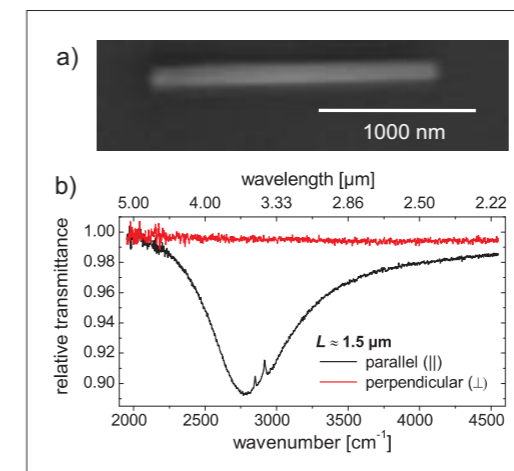 a)
1000 nm
b)
wavelength [µm]
5.00 4.00 3.33 2.86 2.50 2.22
1.00
0.98
0.96
0.94
0.92
0.90
relative transmittance
L ≈ 1.5 µm
parallel (||)
perpendicular (⊥)
2000 2500 3000 3500 4000 4500
wavenumber [cm⁻¹]